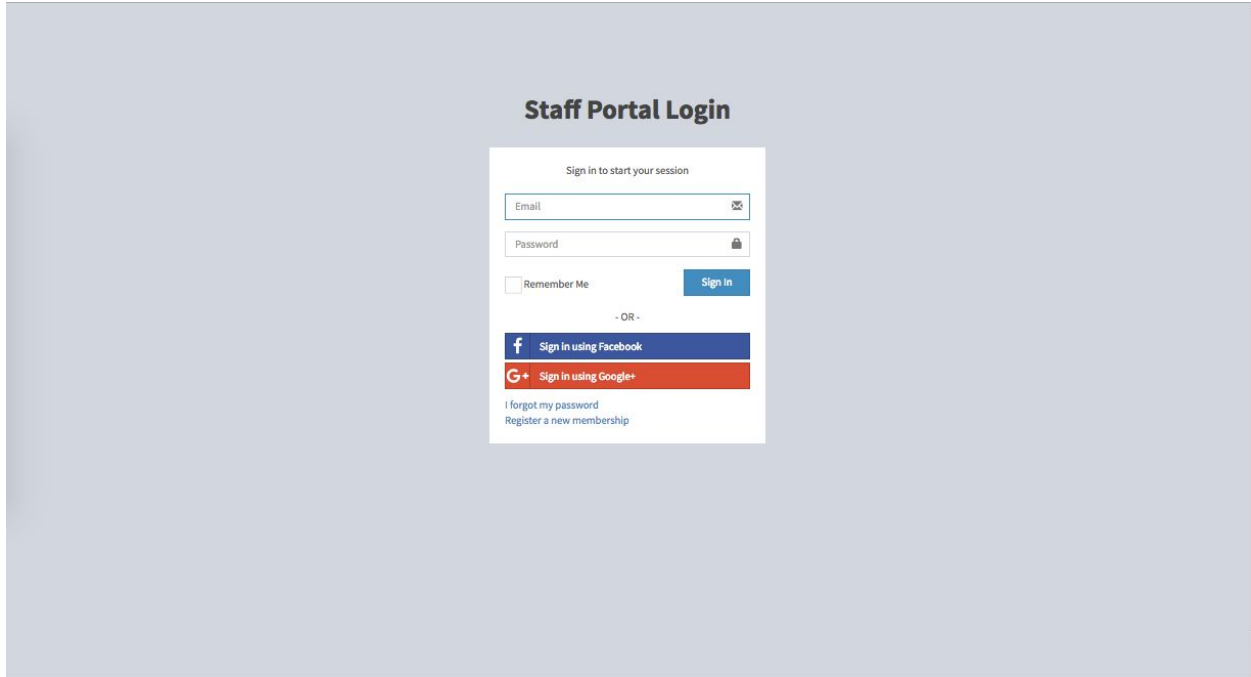 Staff Portal Login
Sign in to start your session
Email
Password
Remember Me
Sign In
- OR -
f Sign in using Facebook
G+ Sign in using Google+
I forgot my password
Register a new membership